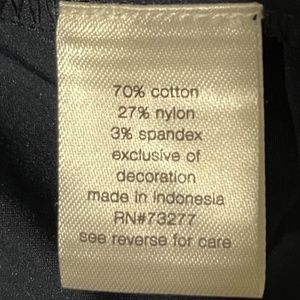 70% cotton
27% nylon
3% spandex
exclusive of
decoration
made in Indonesia
RN#73277
see reverse for care